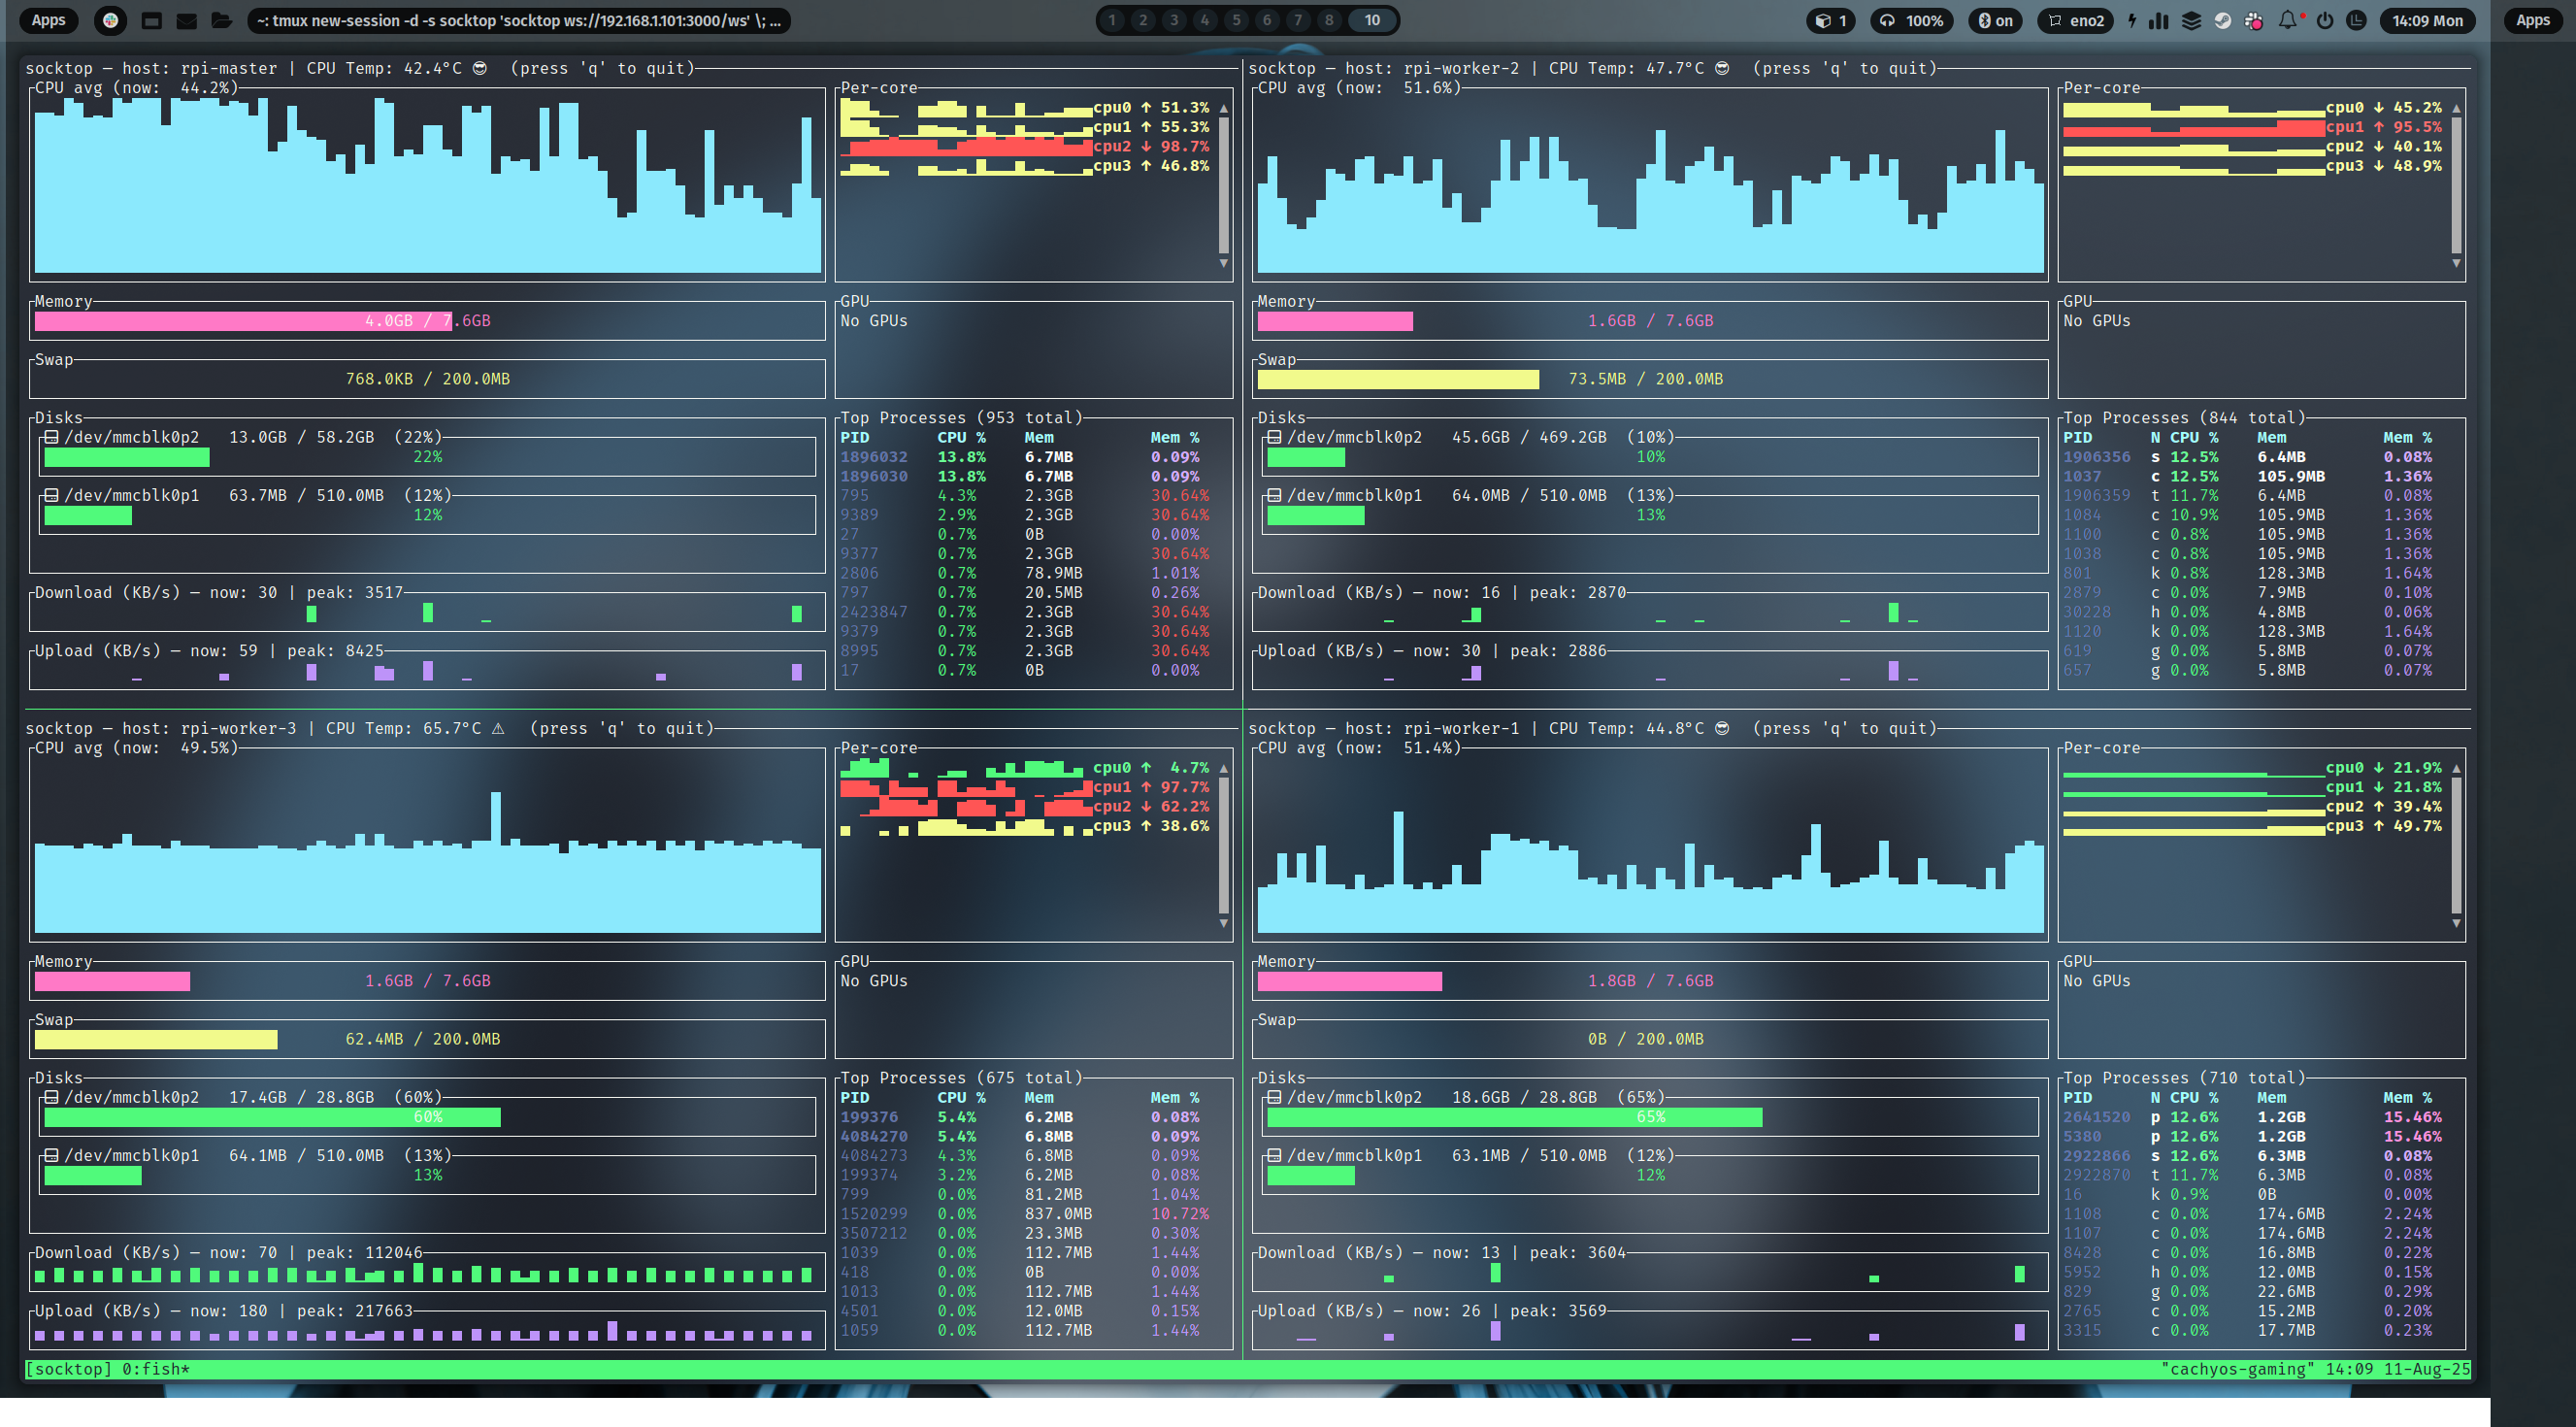 Apps
~: tmux new-session -d -s socktop 'socktop ws://192.168.1.101:3000/ws' \; ...
1 2 3 4 5 6 7 8 10
1
100%
on
eno2
14:09 Mon
Apps
socktop — host: rpi-master | CPU Temp: 42.4°C 😎 (press 'q' to quit)
CPU avg (now: 44.2%)
Per-core
cpu0 ↑ 51.3%
cpu1 ↑ 55.3%
cpu2 ↓ 98.7%
cpu3 ↑ 46.8%
Memory
4.0GB / 7.6GB
GPU
No GPUs
Swap
768.0KB / 200.0MB
Disks
/dev/mmcblk0p2 13.0GB / 58.2GB (22%)
22%
/dev/mmcblk0p1 63.7MB / 510.0MB (12%)
12%
Download (KB/s) — now: 30 | peak: 3517
Upload (KB/s) — now: 59 | peak: 8425
Top Processes (953 total)
PID CPU % Mem Mem %
1896032 13.8% 6.7MB 0.09%
1896030 13.8% 6.7MB 0.09%
795 4.3% 2.3GB 30.64%
9389 2.9% 2.3GB 30.64%
27 0.7% 0B 0.00%
9377 0.7% 2.3GB 30.64%
2806 0.7% 78.9MB 1.01%
797 0.7% 20.5MB 0.26%
2423847 0.7% 2.3GB 30.64%
9379 0.7% 2.3GB 30.64%
8995 0.7% 2.3GB 30.64%
17 0.7% 0B 0.00%
socktop — host: rpi-worker-2 | CPU Temp: 47.7°C 😎 (press 'q' to quit)
CPU avg (now: 51.6%)
Per-core
cpu0 ↓ 45.2%
cpu1 ↑ 95.5%
cpu2 ↓ 40.1%
cpu3 ↓ 48.9%
Memory
1.6GB / 7.6GB
GPU
No GPUs
Swap
73.5MB / 200.0MB
Disks
/dev/mmcblk0p2 45.6GB / 469.2GB (10%)
10%
/dev/mmcblk0p1 64.0MB / 510.0MB (13%)
13%
Download (KB/s) — now: 16 | peak: 2870
Upload (KB/s) — now: 30 | peak: 2886
Top Processes (844 total)
PID N CPU % Mem Mem %
1906356 s 12.5% 6.4MB 0.08%
1037 c 12.5% 105.9MB 1.36%
1906359 t 11.7% 6.4MB 0.08%
1084 c 10.9% 105.9MB 1.36%
1100 c 0.8% 105.9MB 1.36%
1038 c 0.8% 105.9MB 1.36%
801 k 0.8% 128.3MB 1.64%
2879 c 0.0% 7.9MB 0.10%
30228 h 0.0% 4.8MB 0.06%
1120 k 0.0% 128.3MB 1.64%
619 g 0.0% 5.8MB 0.07%
657 g 0.0% 5.8MB 0.07%
socktop — host: rpi-worker-3 | CPU Temp: 65.7°C ⚠ (press 'q' to quit)
CPU avg (now: 49.5%)
Per-core
cpu0 ↑ 4.7%
cpu1 ↑ 97.7%
cpu2 ↓ 62.2%
cpu3 ↑ 38.6%
Memory
1.6GB / 7.6GB
GPU
No GPUs
Swap
62.4MB / 200.0MB
Disks
/dev/mmcblk0p2 17.4GB / 28.8GB (60%)
60%
/dev/mmcblk0p1 64.1MB / 510.0MB (13%)
13%
Download (KB/s) — now: 70 | peak: 112046
Upload (KB/s) — now: 180 | peak: 217663
Top Processes (675 total)
PID CPU % Mem Mem %
199376 5.4% 6.2MB 0.08%
4084270 5.4% 6.8MB 0.09%
4084273 4.3% 6.8MB 0.09%
199374 3.2% 6.2MB 0.08%
799 0.0% 81.2MB 1.04%
1520299 0.0% 837.0MB 10.72%
3507212 0.0% 23.3MB 0.30%
1039 0.0% 112.7MB 1.44%
418 0.0% 0B 0.00%
1013 0.0% 112.7MB 1.44%
4501 0.0% 12.0MB 0.15%
1059 0.0% 112.7MB 1.44%
socktop — host: rpi-worker-1 | CPU Temp: 44.8°C 😎 (press 'q' to quit)
CPU avg (now: 51.4%)
Per-core
cpu0 ↓ 21.9%
cpu1 ↓ 21.8%
cpu2 ↑ 39.4%
cpu3 ↑ 49.7%
Memory
1.8GB / 7.6GB
GPU
No GPUs
Swap
0B / 200.0MB
Disks
/dev/mmcblk0p2 18.6GB / 28.8GB (65%)
65%
/dev/mmcblk0p1 63.1MB / 510.0MB (12%)
12%
Download (KB/s) — now: 13 | peak: 3604
Upload (KB/s) — now: 26 | peak: 3569
Top Processes (710 total)
PID N CPU % Mem Mem %
2641520 p 12.6% 1.2GB 15.46%
5380 p 12.6% 1.2GB 15.46%
2922866 s 12.6% 6.3MB 0.08%
2922870 t 11.7% 6.3MB 0.08%
16 k 0.9% 0B 0.00%
1108 c 0.0% 174.6MB 2.24%
1107 c 0.0% 174.6MB 2.24%
8428 c 0.0% 16.8MB 0.22%
5952 h 0.0% 12.0MB 0.15%
829 g 0.0% 22.6MB 0.29%
2765 c 0.0% 15.2MB 0.20%
3315 c 0.0% 17.7MB 0.23%
[socktop] 0:fish*
"cachyos-gaming" 14:09 11-Aug-25